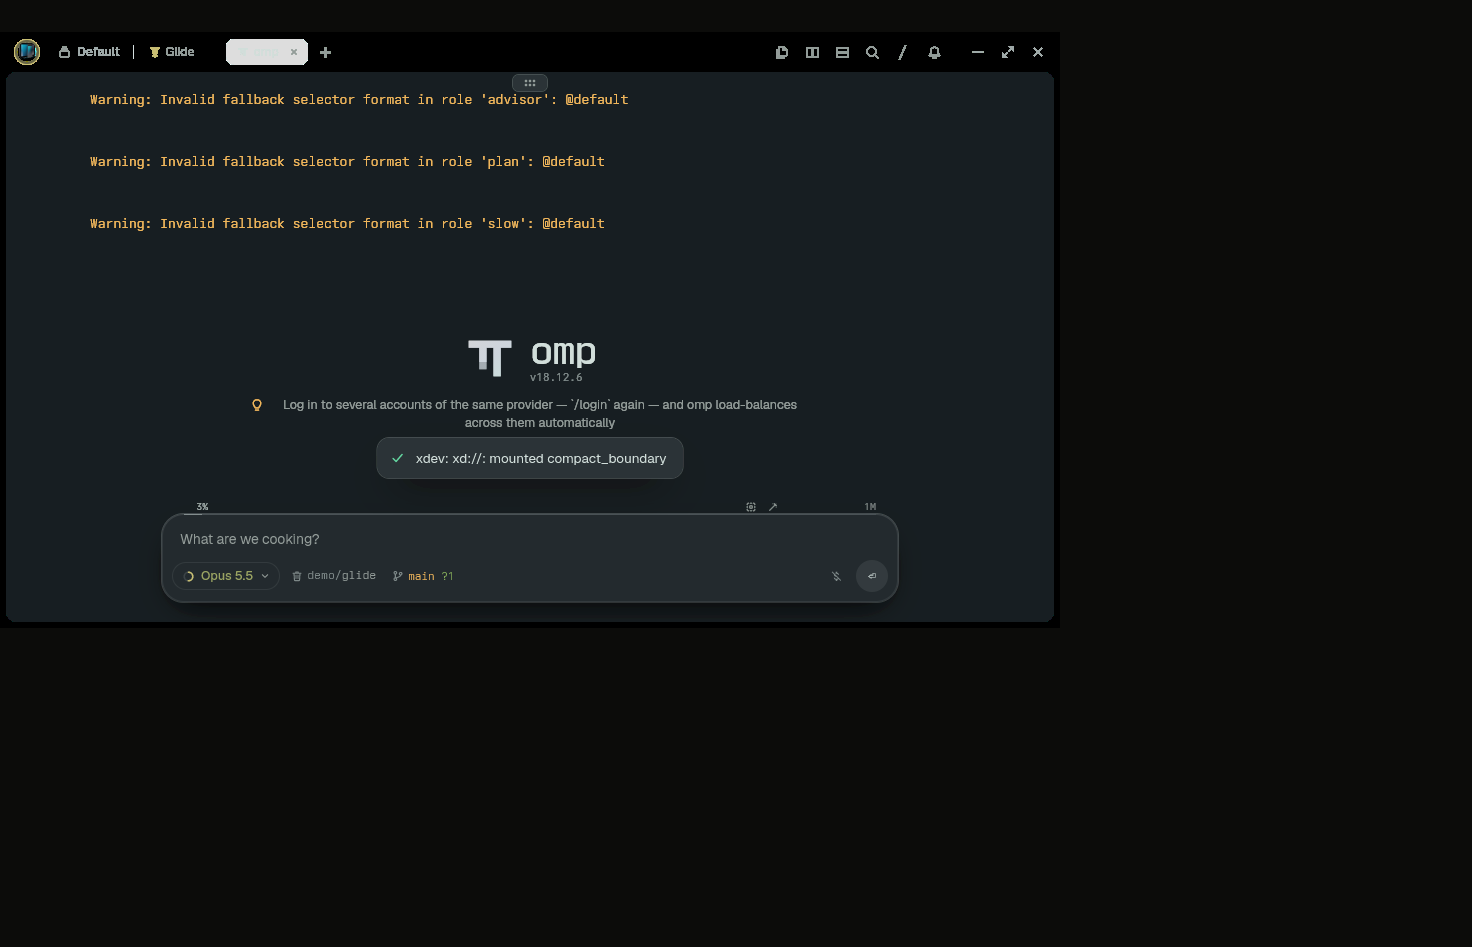 Default | Glide
Warning: Invalid fallback selector format in role 'advisor': @default
Warning: Invalid fallback selector format in role 'plan': @default
Warning: Invalid fallback selector format in role 'slow': @default
omp
v18.12.6
Log in to several accounts of the same provider — `/login` again — and omp load-balances
across them automatically
xdev: xd://: mounted compact_boundary
3% 1M
What are we cooking?
Opus 5.5 demo/glide main ?1